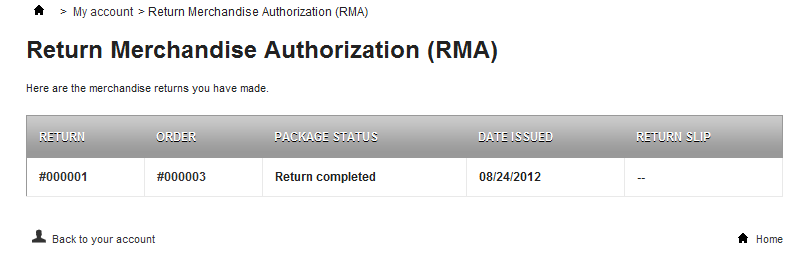 > My account > Return Merchandise Authorization (RMA)
Return Merchandise Authorization (RMA)
Here are the merchandise returns you have made.
RETURN ORDER PACKAGE STATUS DATE ISSUED RETURN SLIP
#000001 #000003 Return completed 08/24/2012 --
Back to your account Home